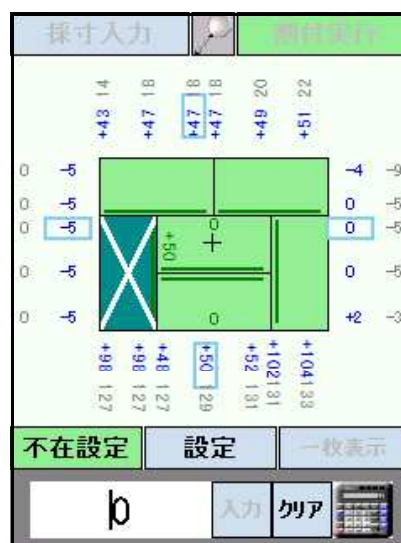 採寸入力 割付実行
14 18 18 18 20 22
+43 +47 +47 +47 +49 +51
0 -5 -4 -9
0 -5 0 -5
0 -5 0 0 -5
+50
0 -5 0 -5
0 -5 0 +2 -3
+98 +98 +48 +50 +52 +102 +104
127 127 127 129 131 131 133
不在設定 設定 一枚表示
0 入力 クリア